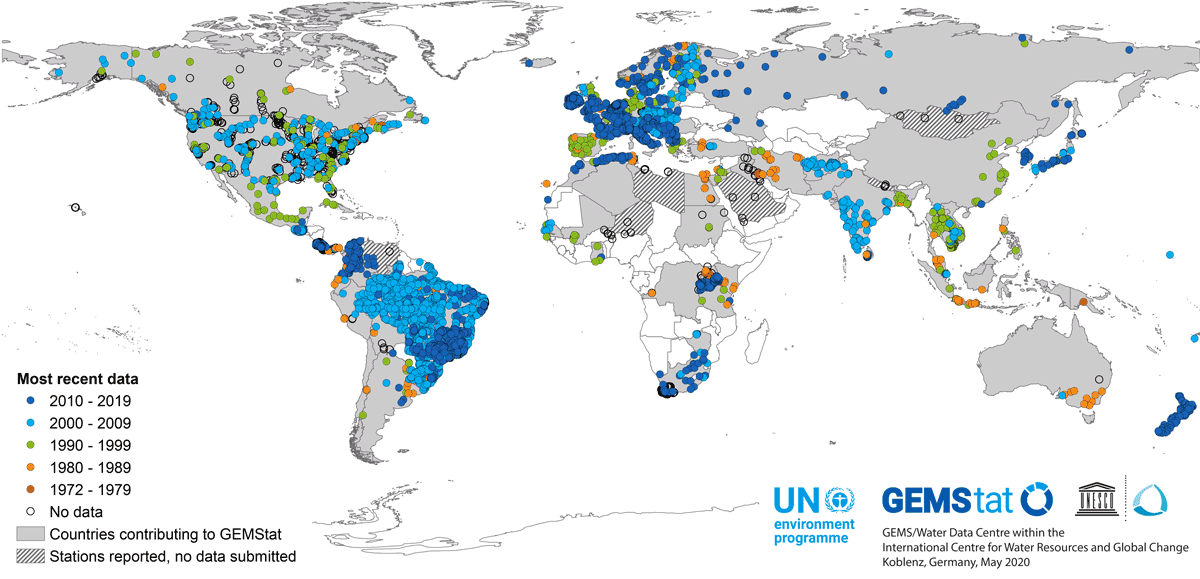 Most recent data
2010 - 2019
2000 - 2009
1990 - 1999
1980 - 1989
1972 - 1979
No data
Countries contributing to GEMStat
Stations reported, no data submitted
UN
environment
programme
GEMStat
UNESCO
GEMS/Water Data Centre within the
International Centre for Water Resources and Global Change
Koblenz, Germany, May 2020